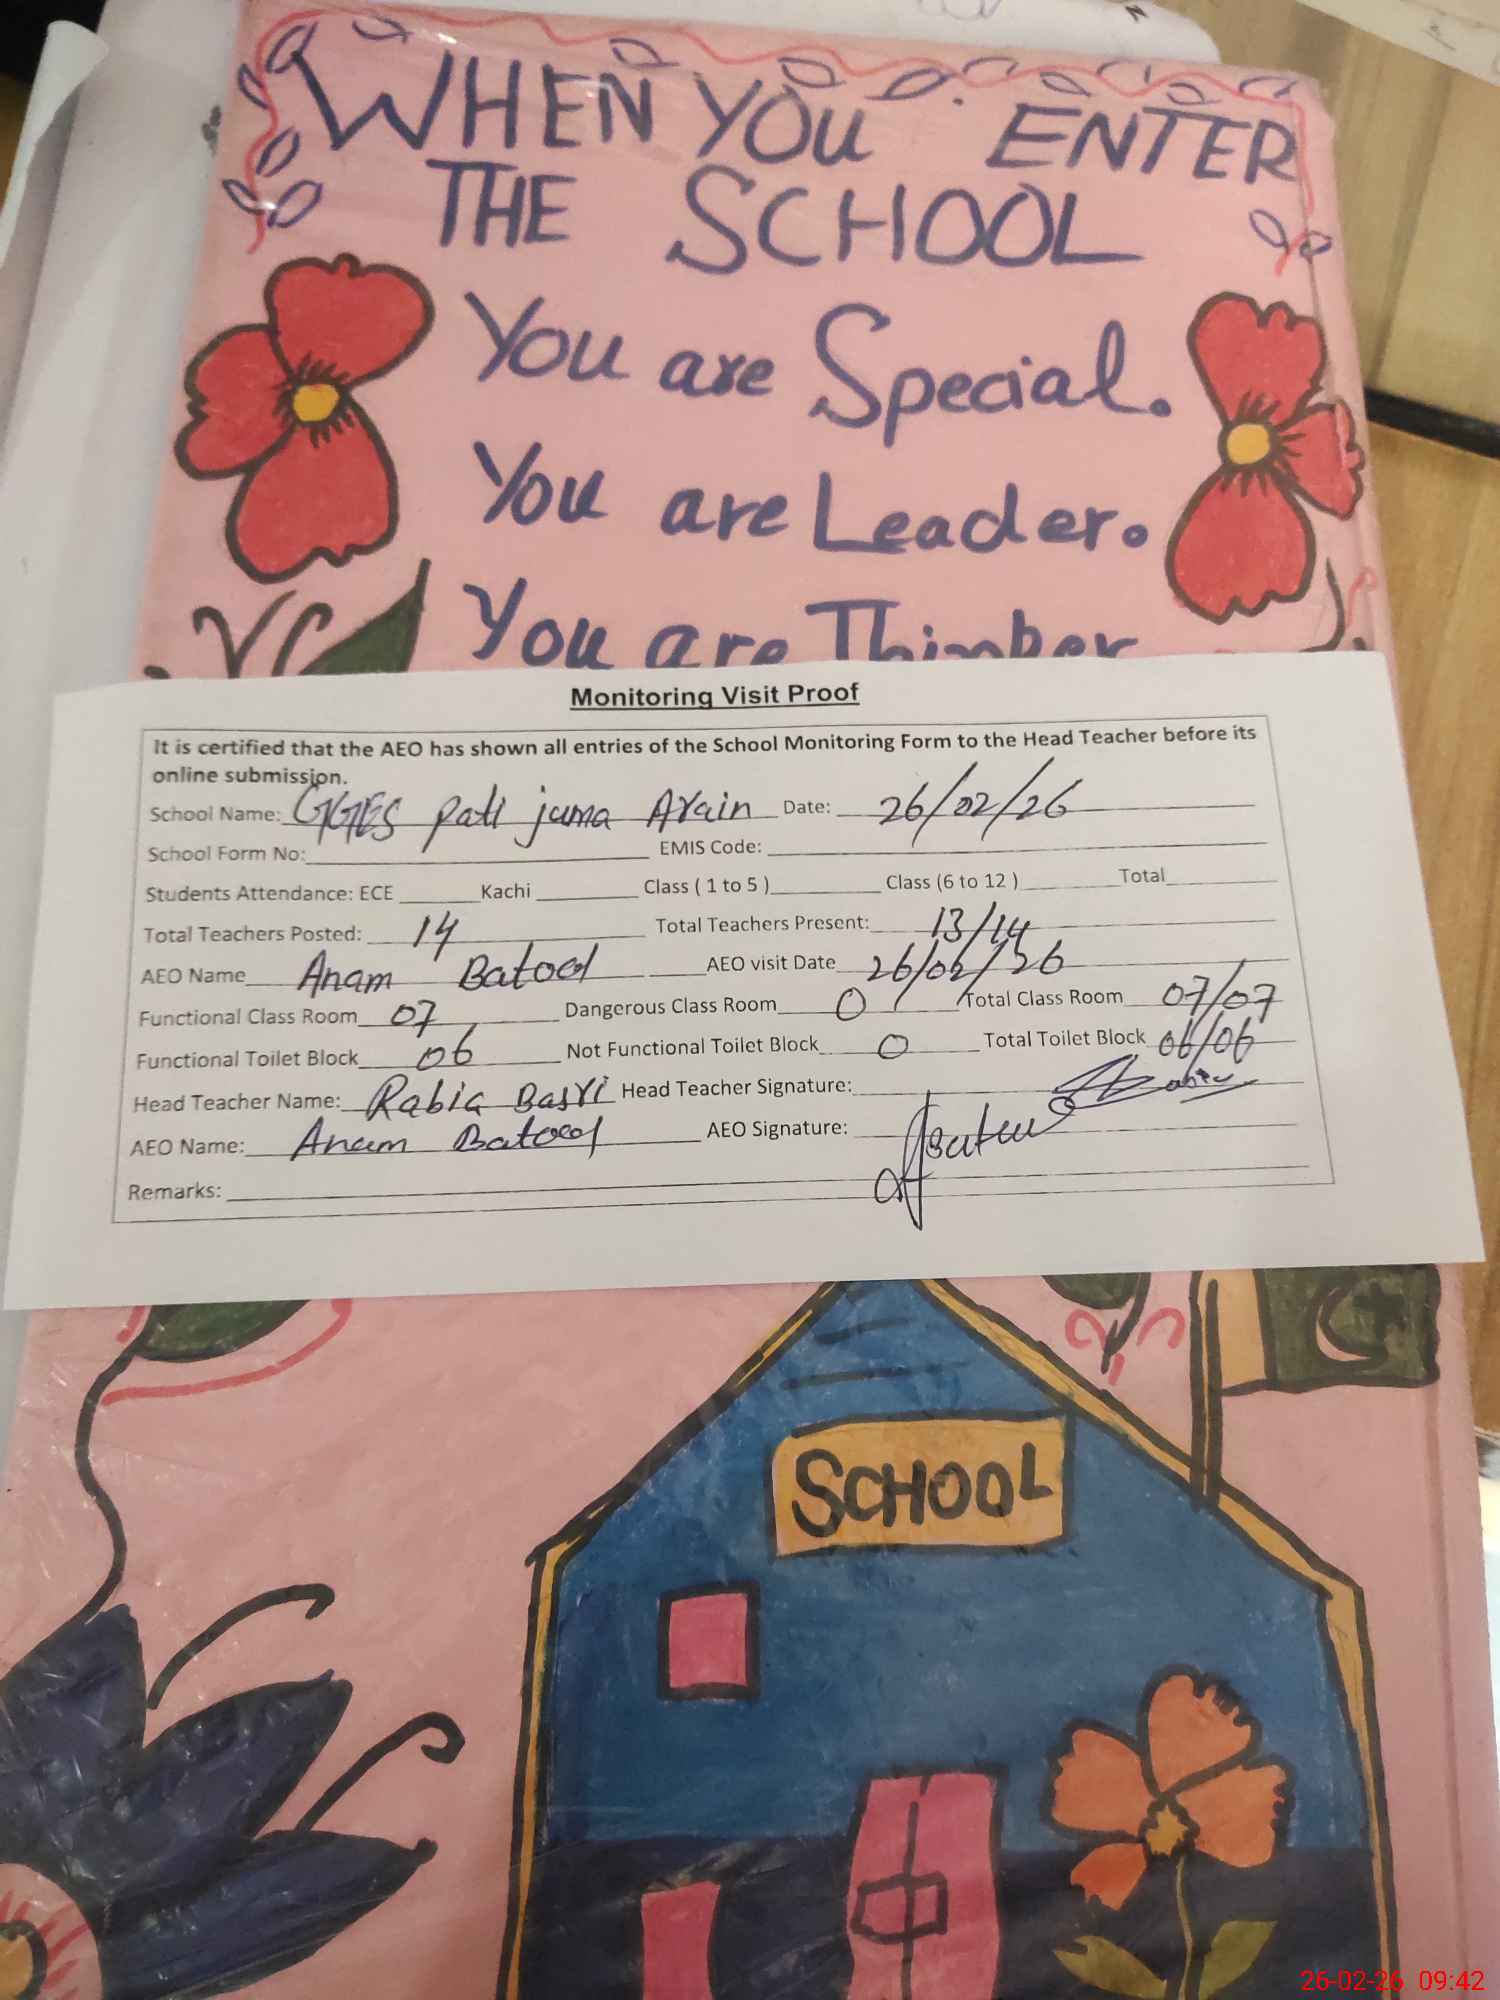 WHEN YOU ENTER
THE SCHOOL
You are Special.
You are Leader.
You are Thinker
Monitoring Visit Proof
It is certified that the AEO has shown all entries of the School Monitoring Form to the Head Teacher before its
online submission.
School Name: GGES pati juma Arain Date: 26/02/26
School Form No: EMIS Code:
Students Attendance: ECE Kachi Class ( 1 to 5 ) Class (6 to 12 ) Total
Total Teachers Posted: 14 Total Teachers Present: 13/14
AEO Name Anam Batool AEO visit Date 26/02/26
Functional Class Room 07 Dangerous Class Room 0 Total Class Room 07/07
Functional Toilet Block 06 Not Functional Toilet Block 0 Total Toilet Block 06/06
Head Teacher Name: Rabia Basri Head Teacher Signature:
AEO Name: Anam Batool AEO Signature:
Remarks:
SCHOOL
26-02-26 09:42